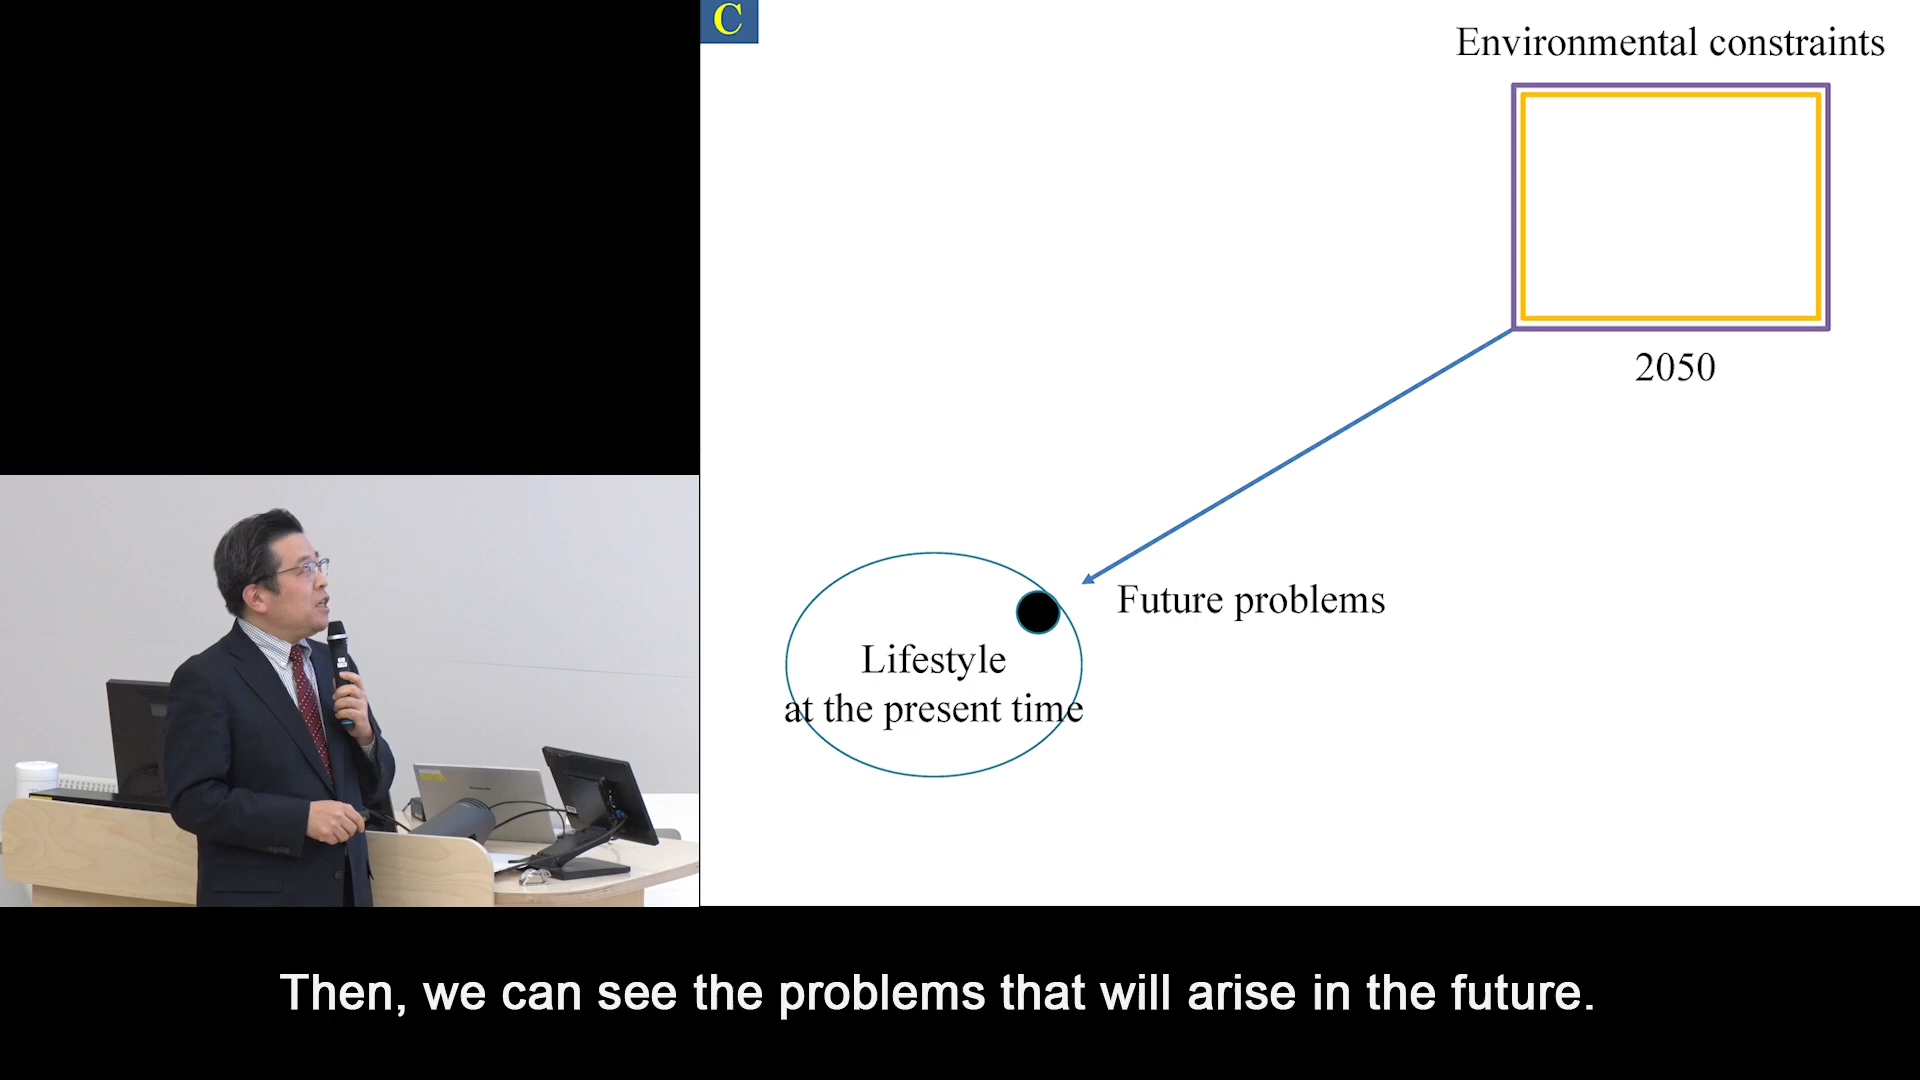 C
Environmental constraints
2050
Future problems
Lifestyle
at the present time
Then, we can see the problems that will arise in the future.